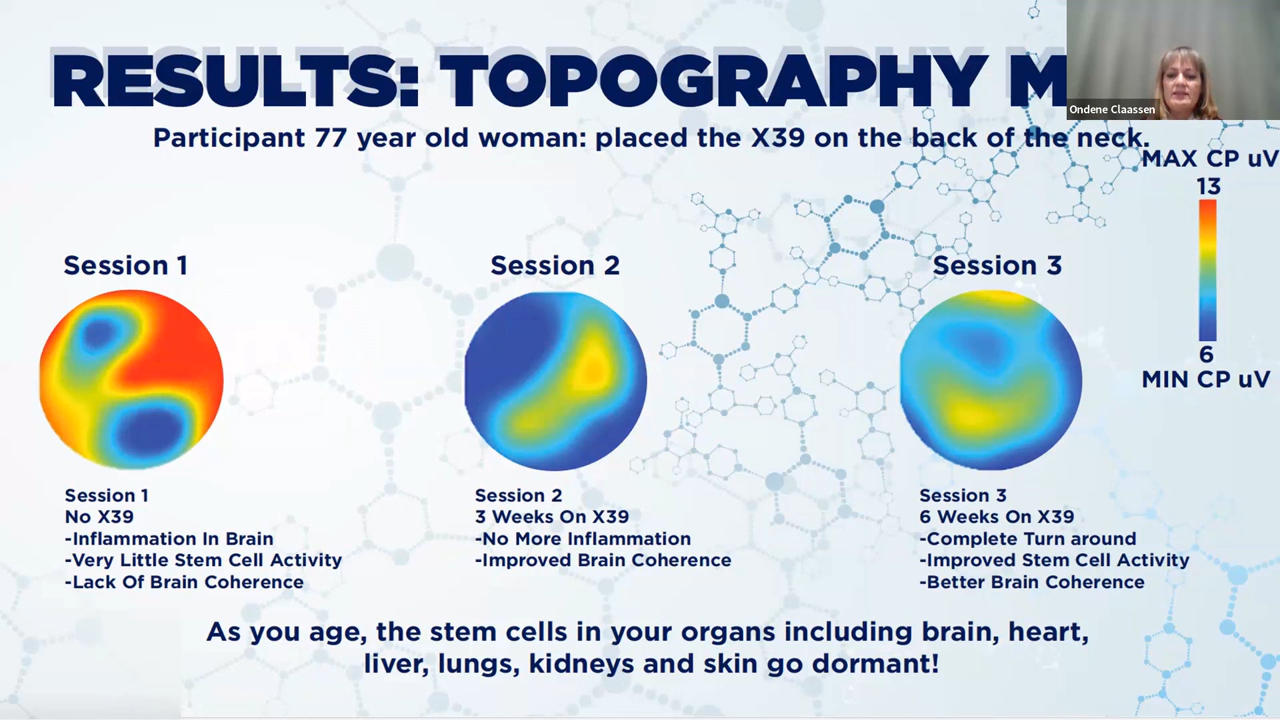 RESULTS: TOPOGRAPHY M
Ondene Claassen
Participant 77 year old woman: placed the X39 on the back of the neck.
MAX CP uV
13
6
MIN CP uV
Session 1
Session 2
Session 3
Session 1
No X39
-Inflammation In Brain
-Very Little Stem Cell Activity
-Lack Of Brain Coherence
Session 2
3 Weeks On X39
-No More Inflammation
-Improved Brain Coherence
Session 3
6 Weeks On X39
-Complete Turn around
-Improved Stem Cell Activity
-Better Brain Coherence
As you age, the stem cells in your organs including brain, heart,
liver, lungs, kidneys and skin go dormant!